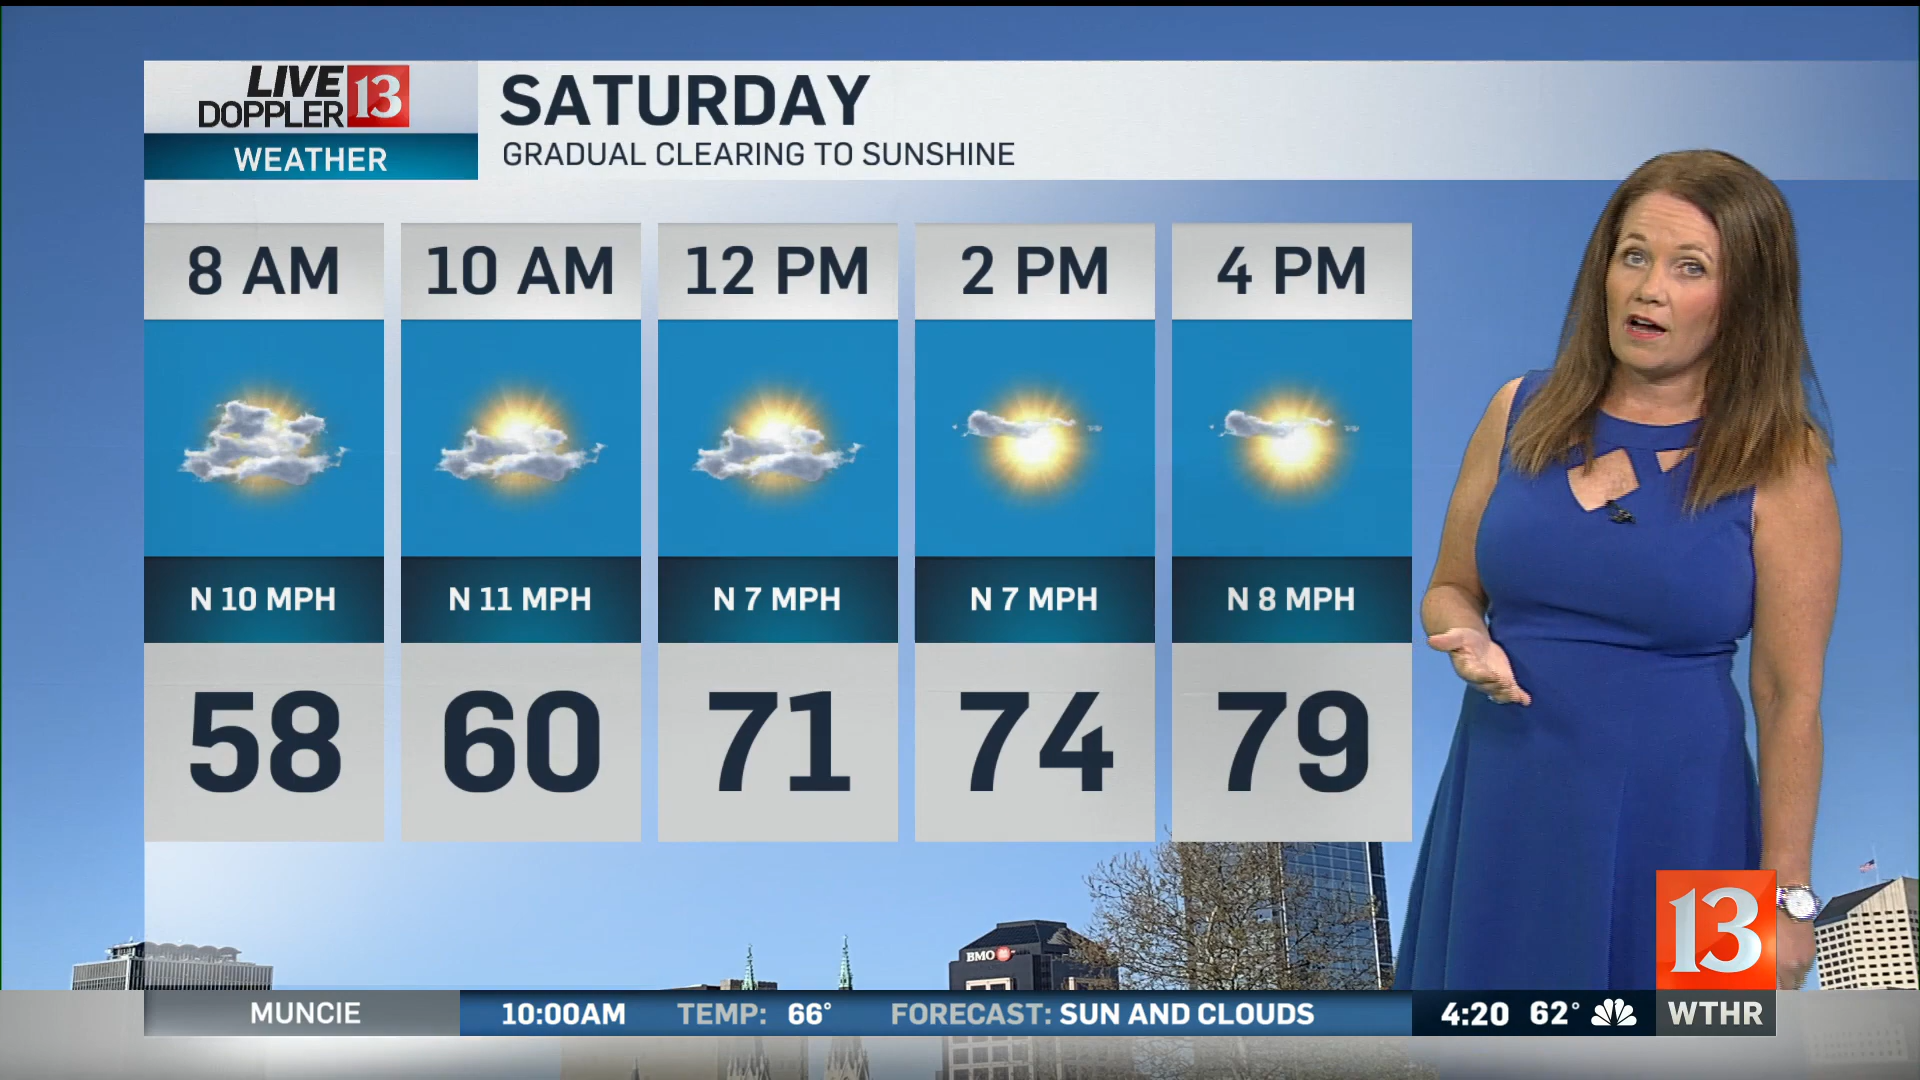 LIVE
DOPPLER 13
WEATHER
SATURDAY
GRADUAL CLEARING TO SUNSHINE
8 AM 10 AM 12 PM 2 PM 4 PM
N 10 MPH N 11 MPH N 7 MPH N 7 MPH N 8 MPH
58 60 71 74 79
BMO
13
MUNCIE 10:00AM TEMP: 66° FORECAST: SUN AND CLOUDS 4:20 62° WTHR